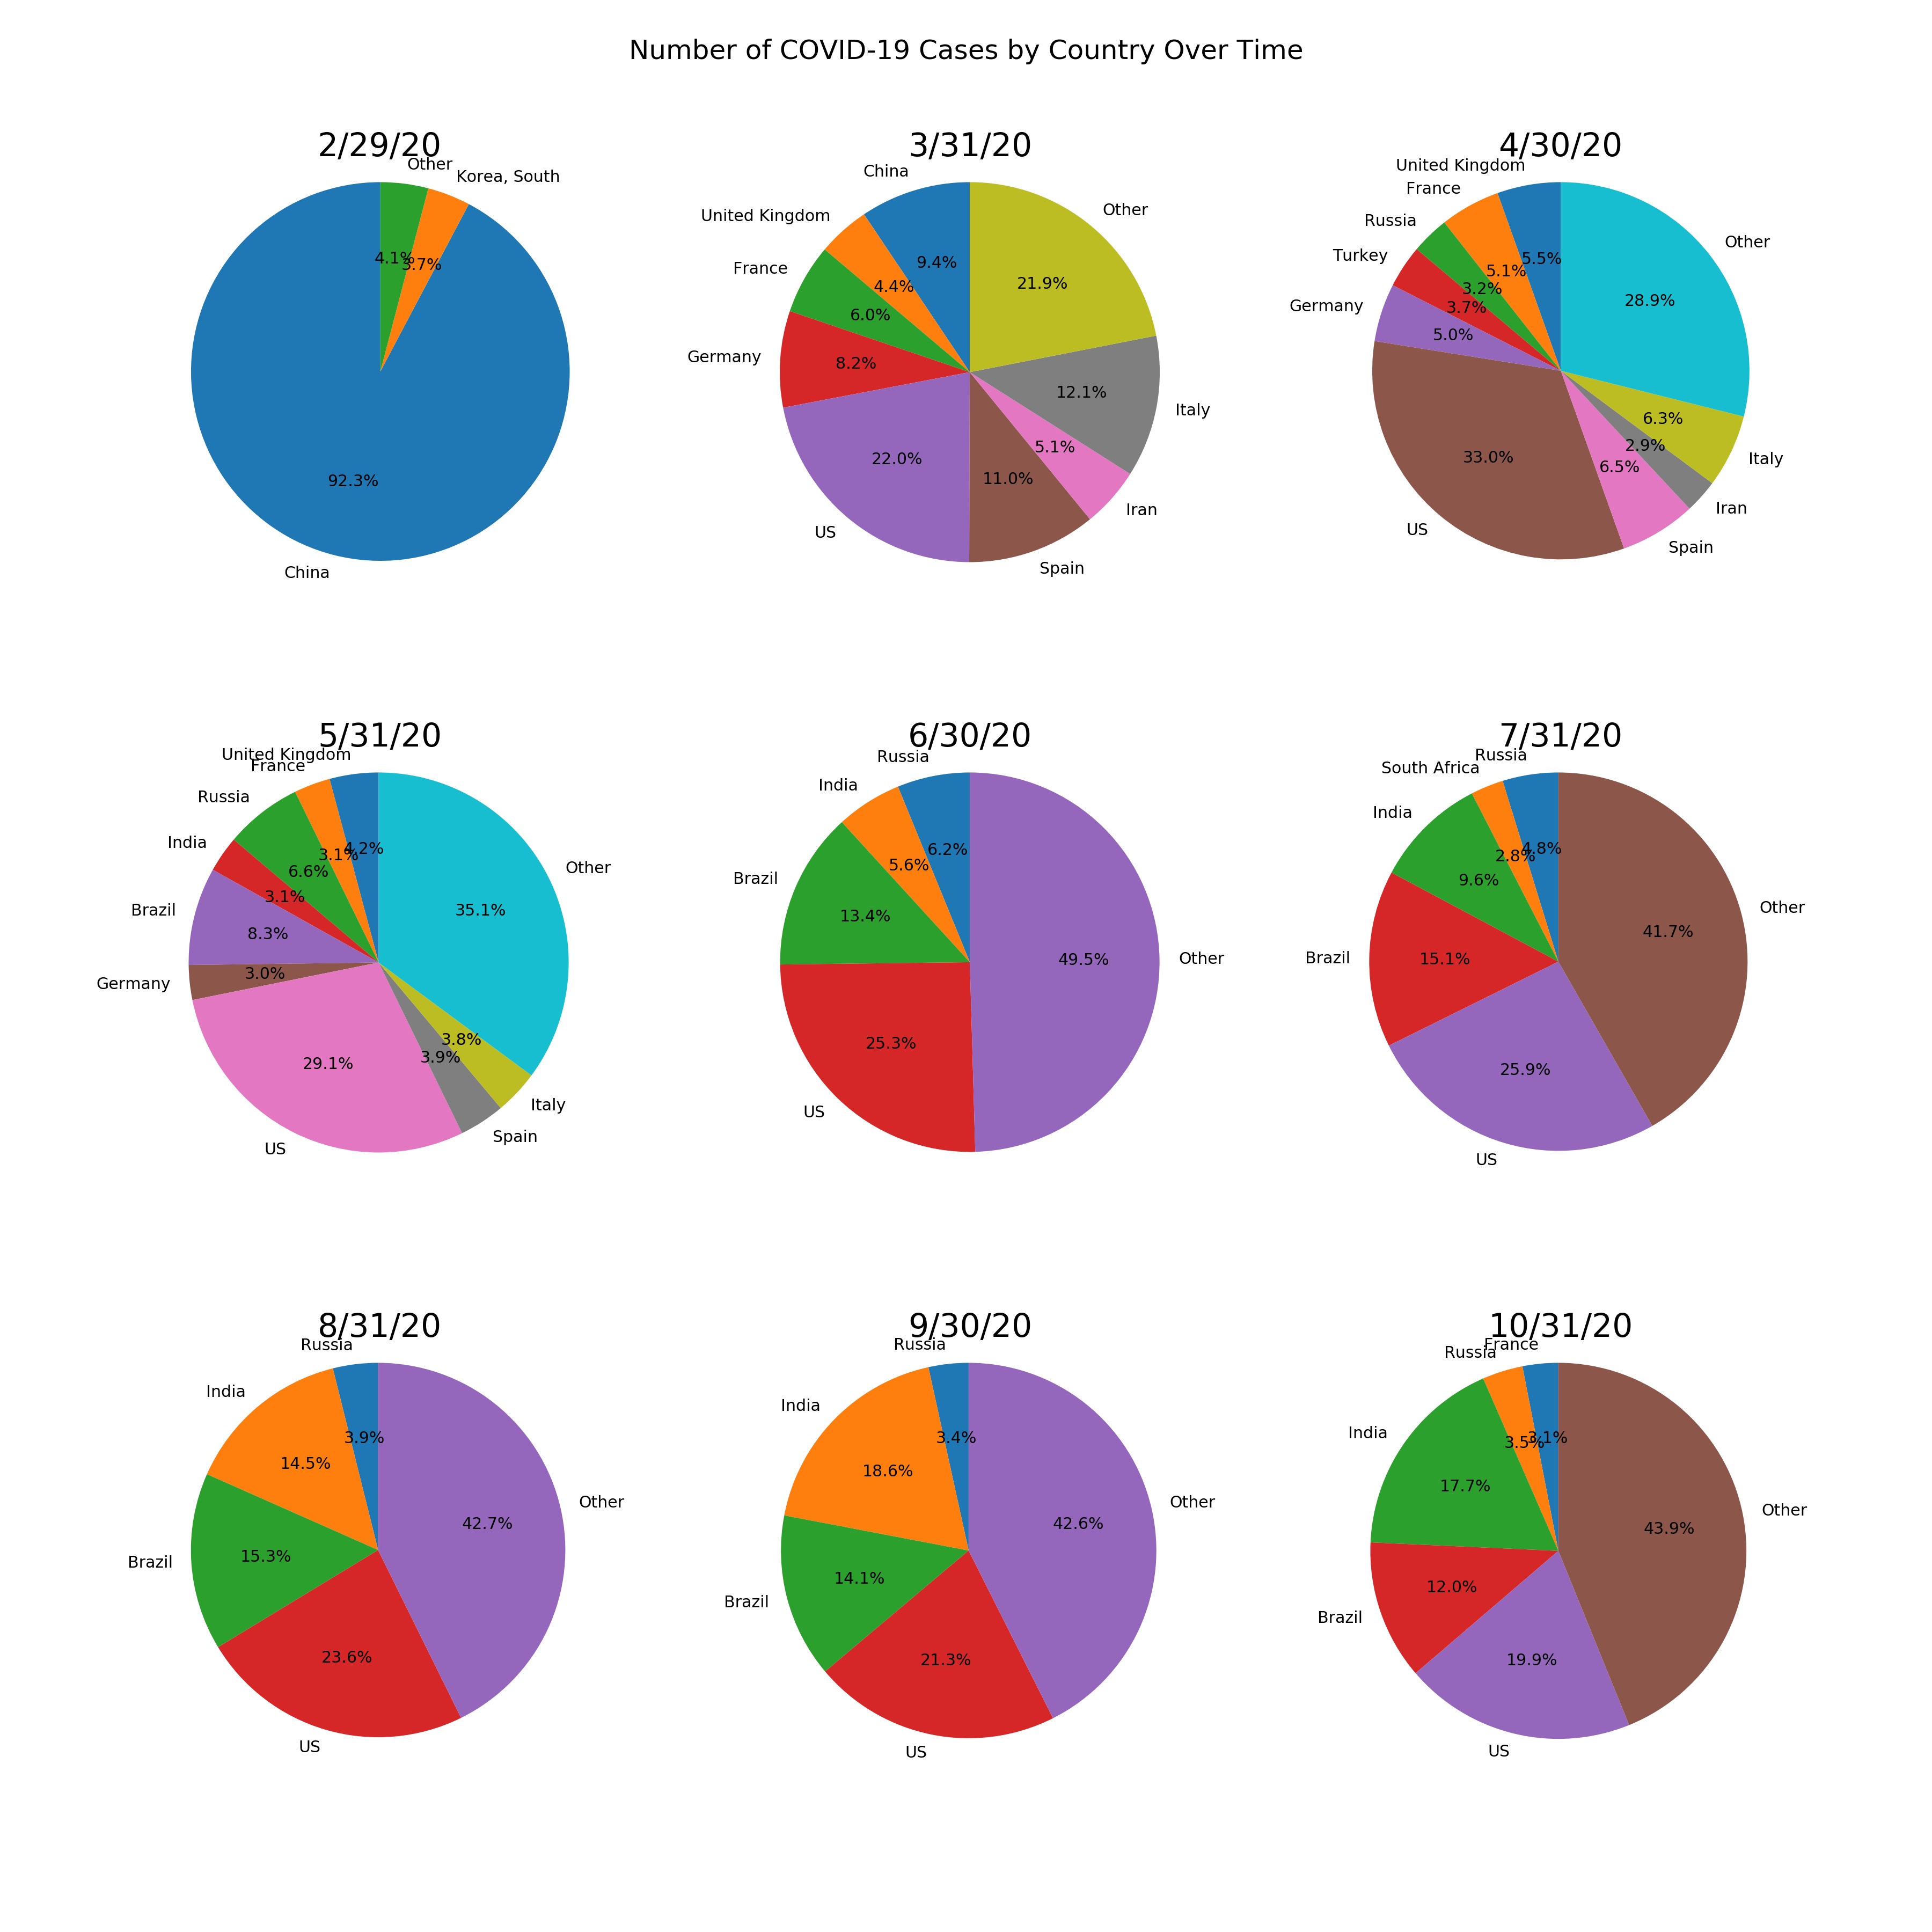 Number of COVID-19 Cases by Country Over Time
2/29/20
Other
Korea, South
4.1%
3.7%
92.3%
China
3/31/20
China
United Kingdom
Other
France
9.4%
4.4%
21.9%
6.0%
Germany
8.2%
12.1%
Italy
5.1%
22.0%
11.0%
Iran
US
Spain
4/30/20
United Kingdom
France
Russia
Other
Turkey
5.5%
5.1%
3.2%
28.9%
Germany
3.7%
5.0%
6.3%
2.9%
33.0%
6.5%
Italy
Iran
US
Spain
5/31/20
United Kingdom
France
Russia
India
4.2%
3.1%
Other
6.6%
3.1%
Brazil
35.1%
8.3%
3.0%
Germany
3.8%
3.9%
29.1%
Italy
Spain
US
6/30/20
Russia
India
6.2%
5.6%
Brazil
13.4%
49.5%
Other
25.3%
US
7/31/20
Russia
South Africa
India
4.8%
2.8%
9.6%
Other
41.7%
Brazil
15.1%
25.9%
US
8/31/20
Russia
India
3.9%
14.5%
Other
42.7%
15.3%
Brazil
23.6%
US
9/30/20
Russia
India
3.4%
18.6%
Other
42.6%
14.1%
Brazil
21.3%
US
10/31/20
France
Russia
India
3.1%
3.5%
17.7%
Other
43.9%
12.0%
Brazil
19.9%
US